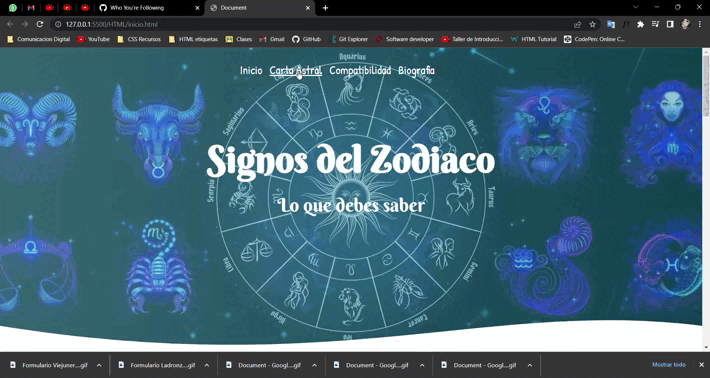 Who You're Following
Document
127.0.0.1:5500/HTML/inicio.html
Comunicacion Digital
YouTube
CSS Recursos
HTML etiquetas
Clases
Gmail
GitHub
Git Explorer
Software developer
Taller de Introducci...
HTML Tutorial
CodePen: Online C...
Inicio Carta Astral Compatibilidad Biografia
Aquarius
Sagitarius
Aries
Signos del Zodiaco
Scorpio
Taurus
Lo que debes saber
Libra
Gemini
Virgo
Cancer
Leo
Formulario Viejuner....gif
Formulario Ladronz....gif
Document - Googl....gif
Document - Googl....gif
Document - Googl....gif
Mostrar todo